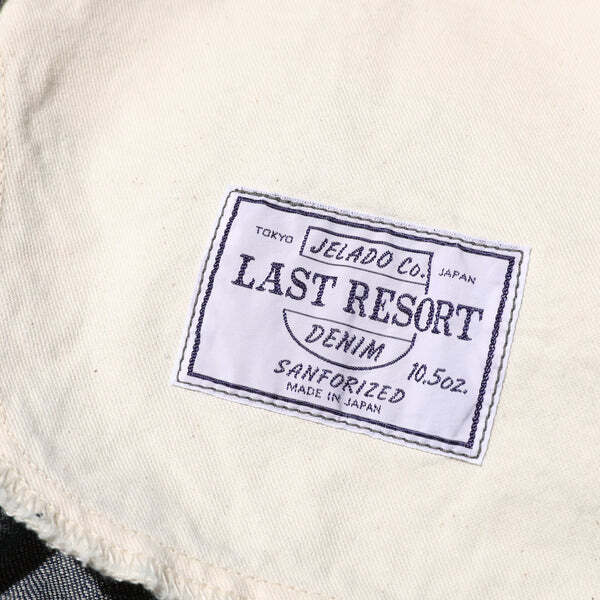 TOKYO JELADO Co. JAPAN
LAST RESORT
DENIM 10.5oz.
SANFORIZED
MADE IN JAPAN